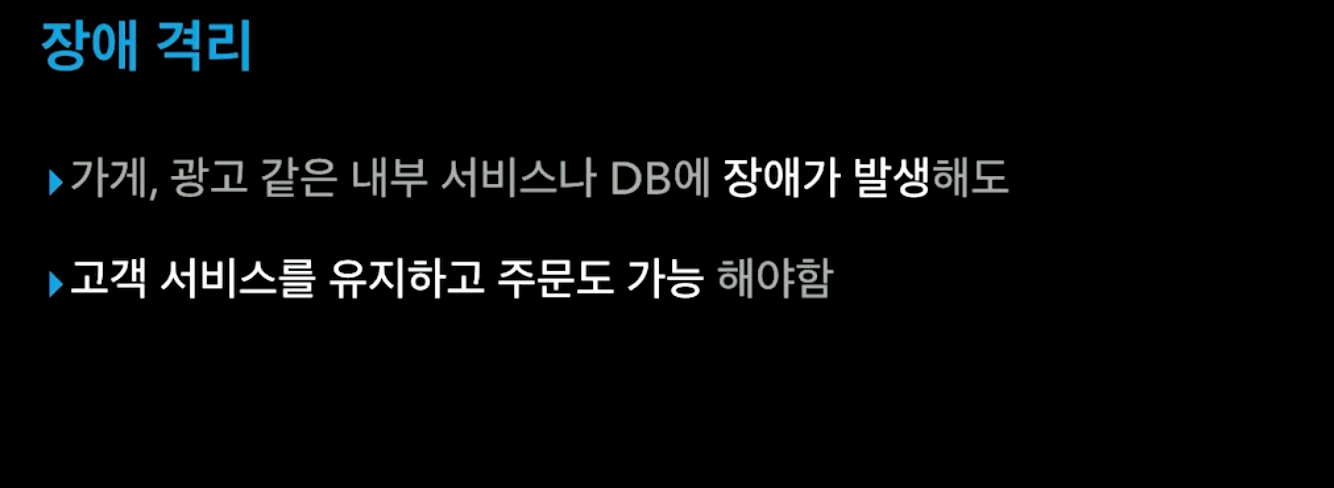 장애 격리
▸가게, 광고 같은 내부 서비스나 DB에 장애가 발생해도
▸고객 서비스를 유지하고 주문도 가능 해야함